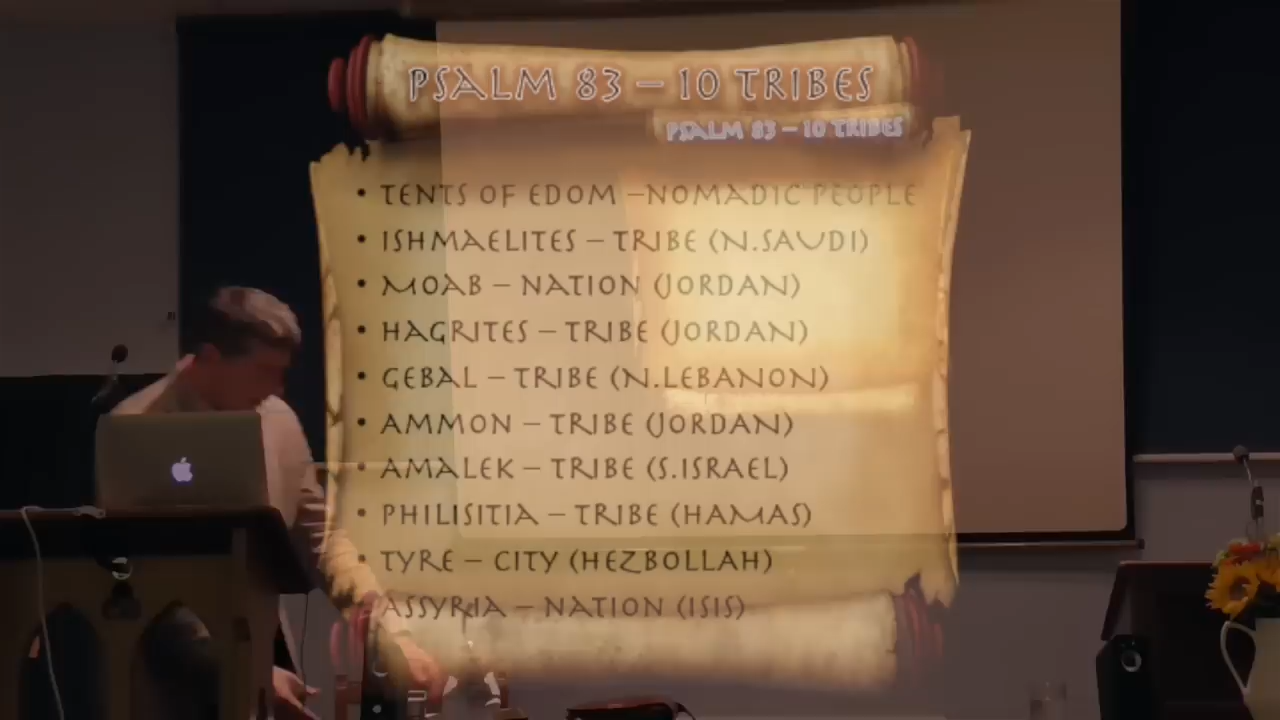 PSALM 83 – 10 TRIBES
PSALM 83 – 10 TRIBES
• TENTS OF EDOM –NOMADIC PEOPLE
• ISHMAELITES – TRIBE (N.SAUDI)
• MOAB – NATION (JORDAN)
• HAGRITES – TRIBE (JORDAN)
• GEBAL – TRIBE (N.LEBANON)
• AMMON – TRIBE (JORDAN)
• AMALEK – TRIBE (S.ISRAEL)
• PHILISITIA – TRIBE (HAMAS)
• TYRE – CITY (HEZBOLLAH)
ASSYRIA – NATION (ISIS)